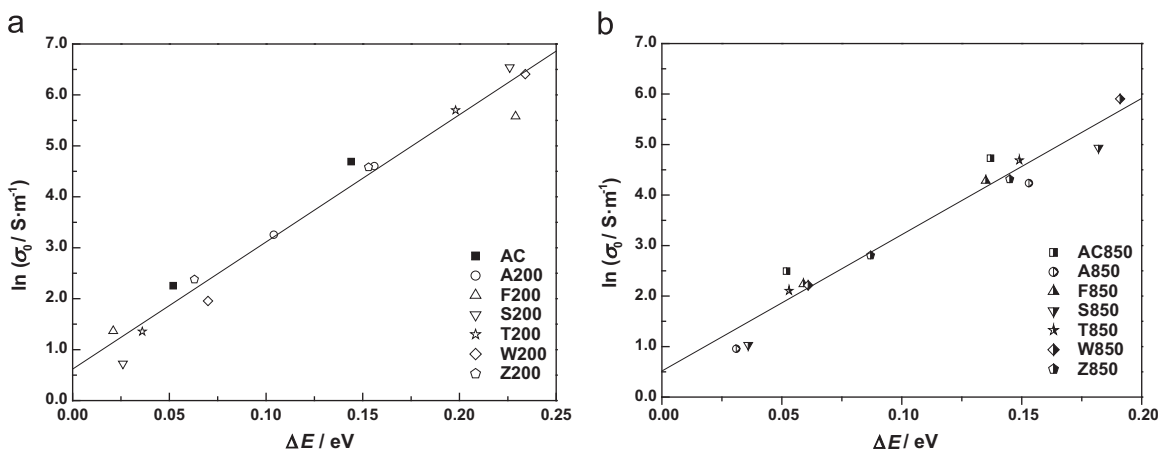 a
7.0
6.0
5.0
4.0
3.0
2.0
1.0
0.0
ln (σ₀ / S·m⁻¹)
AC
A200
F200
S200
T200
W200
Z200
0.00 0.05 0.10 0.15 0.20 0.25
ΔE / eV
b
7.0
6.0
5.0
4.0
3.0
2.0
1.0
0.0
ln (σ₀ / S·m⁻¹)
AC850
A850
F850
S850
T850
W850
Z850
0.00 0.05 0.10 0.15 0.20
ΔE / eV